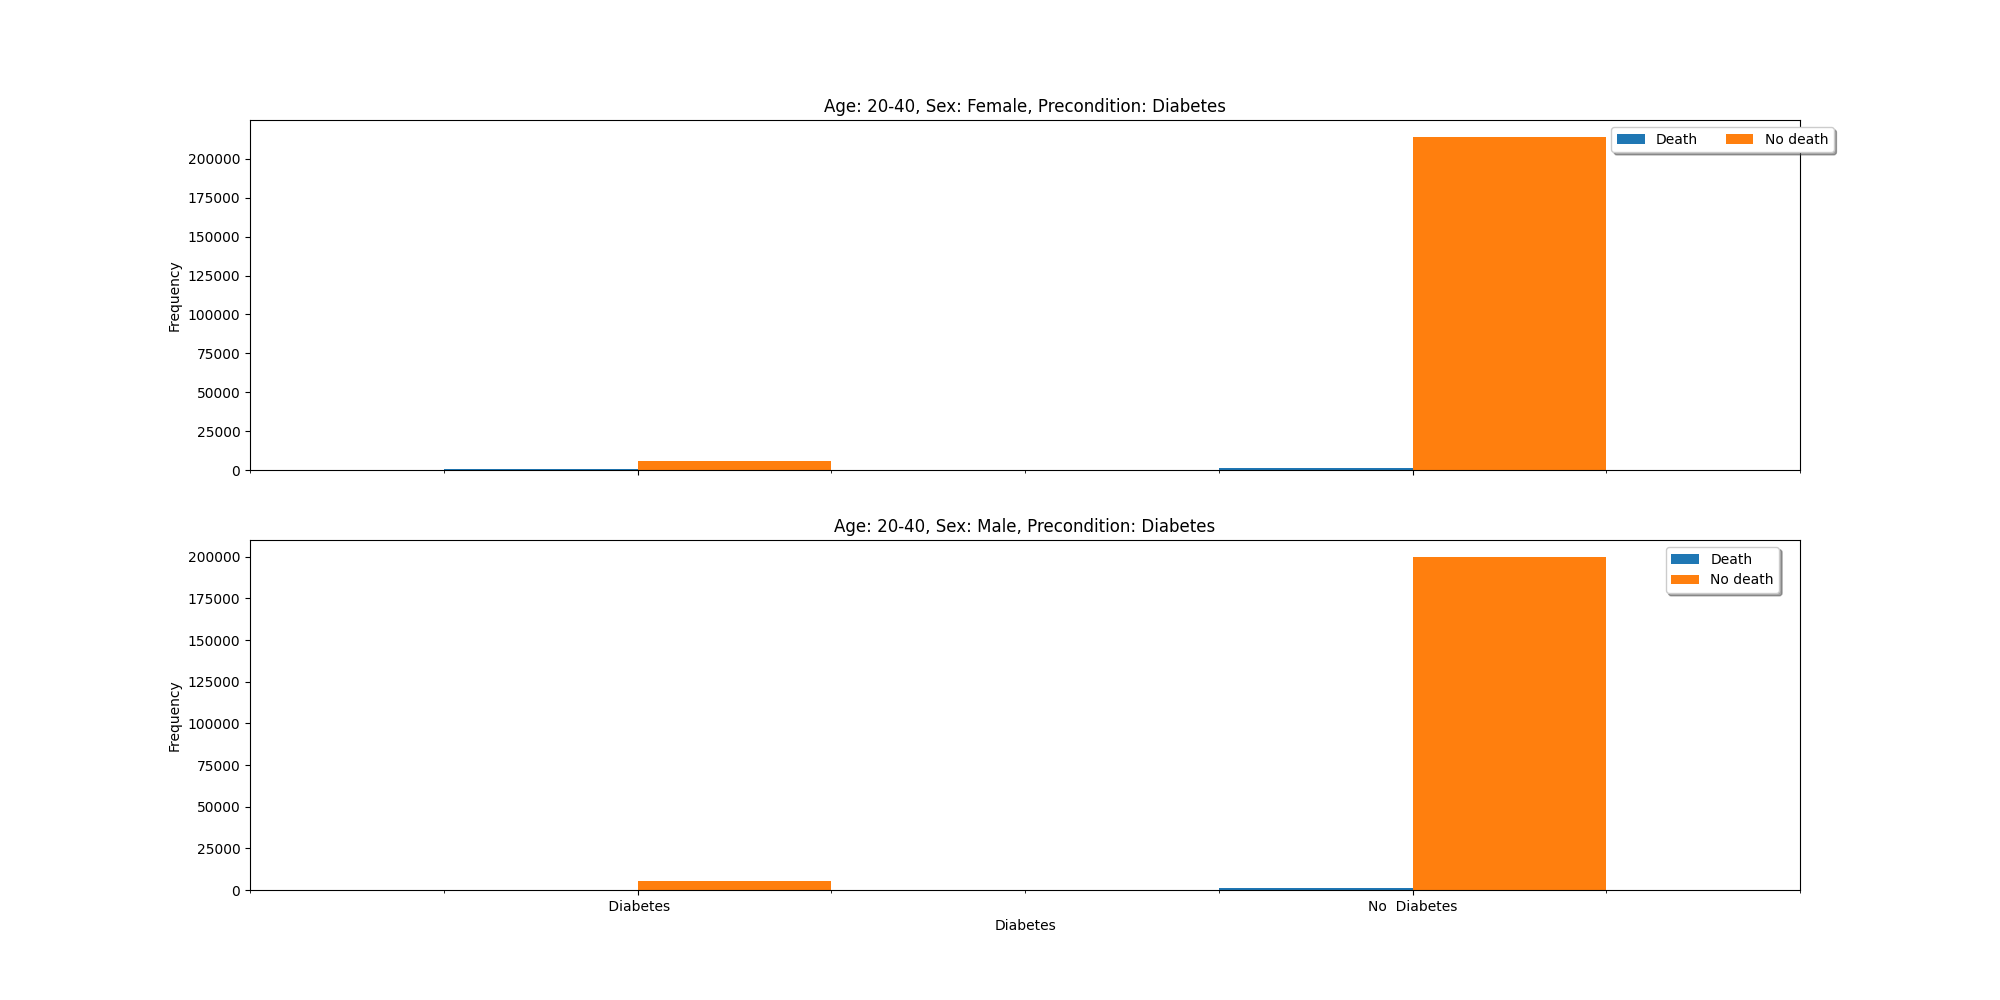 Age: 20-40, Sex: Female, Precondition: Diabetes
Death No death
200000
175000
150000
125000
100000
75000
50000
25000
0
Frequency
Age: 20-40, Sex: Male, Precondition: Diabetes
Death
No death
200000
175000
150000
125000
100000
75000
50000
25000
0
Frequency
Diabetes No Diabetes
Diabetes